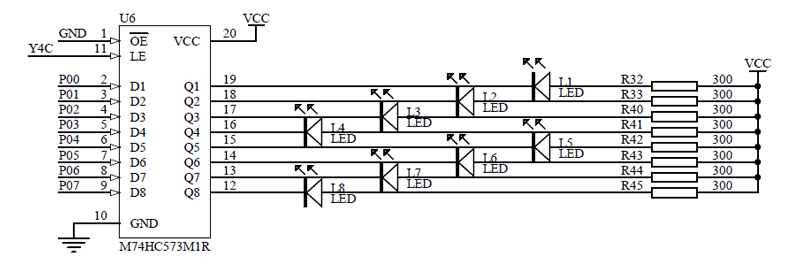 U6
VCC
GND 1 OE VCC 20
Y4C 11 LE
VCC
P00 2 D1 Q1 19 L1 LED R32 300
P01 3 D2 Q2 18 L2 LED R33 300
P02 4 D3 Q3 17 L3 LED R40 300
P03 5 D4 Q4 16 L4 LED R41 300
P04 6 D5 Q5 15 L5 LED R42 300
P05 7 D6 Q6 14 L6 LED R43 300
P06 8 D7 Q7 13 L7 LED R44 300
P07 9 D8 Q8 12 L8 LED R45 300
10 GND
M74HC573M1R